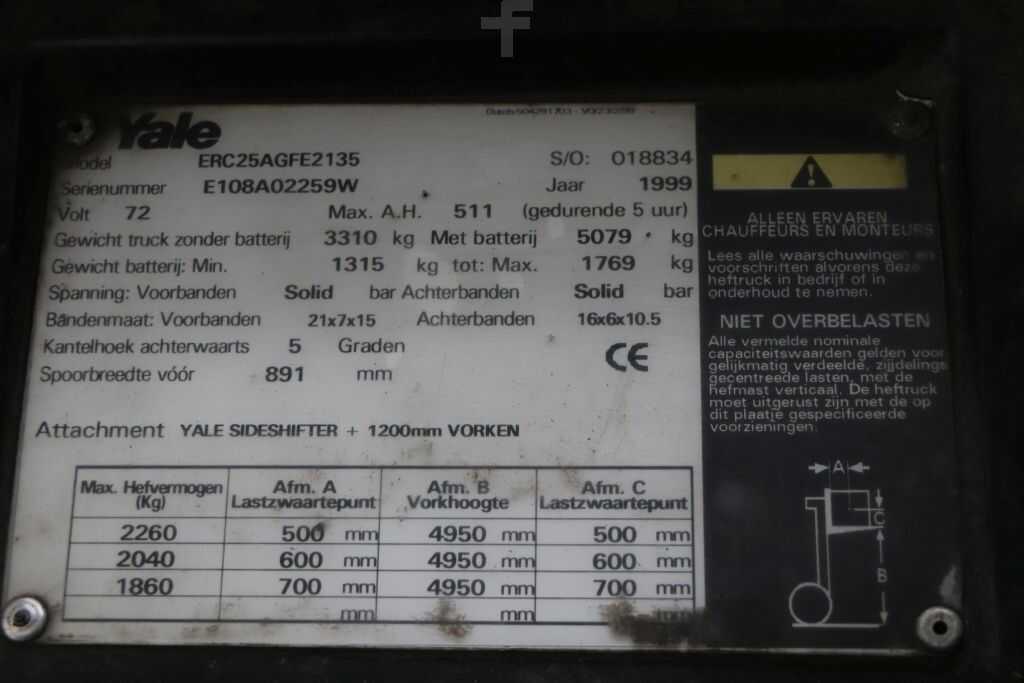 Yale
Model ERC25AGFE2135 S/O: 018834
Serienummer E108A02259W Jaar 1999
Volt 72 Max. A.H. 511 (gedurende 5 uur)
Gewicht truck zonder batterij 3310 kg Met batterij 5079 kg
Gewicht batterij: Min. 1315 kg tot: Max. 1769 kg
Spanning: Voorbanden Solid bar Achterbanden Solid bar
Bandenmaat: Voorbanden 21x7x15 Achterbanden 16x6x10.5
Kantelhoek achterwaarts 5 Graden
CE
Spoorbreedte vóór 891 mm
Attachment YALE SIDESHIFTER + 1200mm VORKEN
Max. Hefvermogen (Kg) Afm. A Lastzwaartepunt Afm. B Vorkhoogte Afm. C Lastzwaartepunt
2260 500 mm 4950 mm 500 mm
2040 600 mm 4950 mm 600 mm
1860 700 mm 4950 mm 700 mm
mm mm mm
ALLEEN ERVAREN
CHAUFFEURS EN MONTEURS
Lees alle waarschuwingen en
voorschriften alvorens deze
heftruck in bedrijf of in
onderhoud te nemen.
NIET OVERBELASTEN
Alle vermelde nominale
capaciteitswaarden gelden voor
gelijkmatig verdeelde, zijdelings
gecentreede lasten, met de
hefmast verticaal. De heftruck
moet uitgerust zijn met de op
dit plaatje gespecificeerde
voorzieningen.
A
C
B